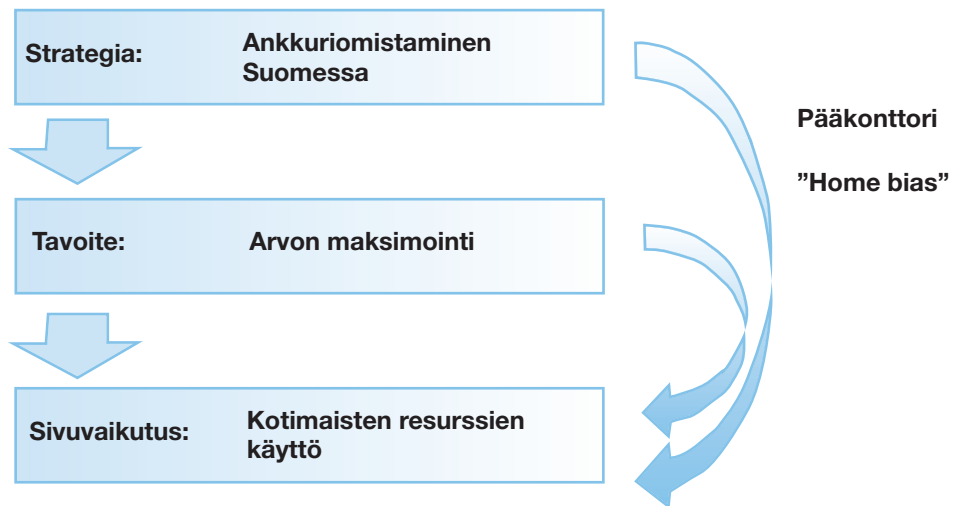 Strategia: Ankkuriomistaminen
Suomessa
Pääkonttori
”Home bias”
Tavoite: Arvon maksimointi
Sivuvaikutus: Kotimaisten resurssien
käyttö